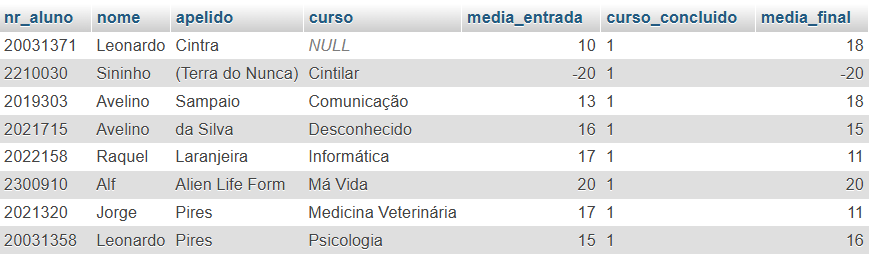 nr_aluno nome apelido curso media_entrada curso_concluido media_final
20031371 Leonardo Cintra NULL 10 1 18
2210030 Sininho (Terra do Nunca) Cintilar -20 1 -20
2019303 Avelino Sampaio Comunicação 13 1 18
2021715 Avelino da Silva Desconhecido 16 1 15
2022158 Raquel Laranjeira Informática 17 1 11
2300910 Alf Alien Life Form Má Vida 20 1 20
2021320 Jorge Pires Medicina Veterinária 17 1 11
20031358 Leonardo Pires Psicologia 15 1 16